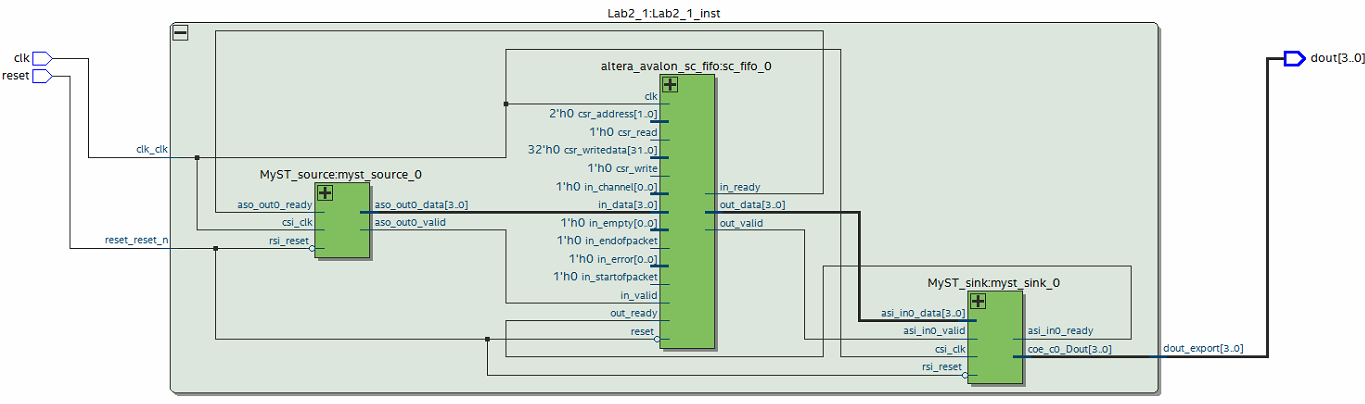 Lab2_1:Lab2_1_inst
clk
reset
dout[3..0]
altera_avalon_sc_fifo:sc_fifo_0
clk
2'h0 csr_address[1..0]
1'h0 csr_read
clk_clk
32'h0 csr_writedata[31..0]
1'h0 csr_write
MyST_source:myst_source_0
1'h0 in_channel[0..0]
in_ready
aso_out0_ready
aso_out0_data[3..0]
in_data[3..0]
out_data[3..0]
csi_clk
aso_out0_valid
1'h0 in_empty[0..0]
out_valid
reset_reset_n
rsi_reset
1'h0 in_endofpacket
1'h0 in_error[0..0]
1'h0 in_startofpacket
MyST_sink:myst_sink_0
in_valid
out_ready
asi_in0_data[3..0]
reset
asi_in0_valid
asi_in0_ready
csi_clk
coe_c0_Dout[3..0]
dout_export[3..0]
rsi_reset